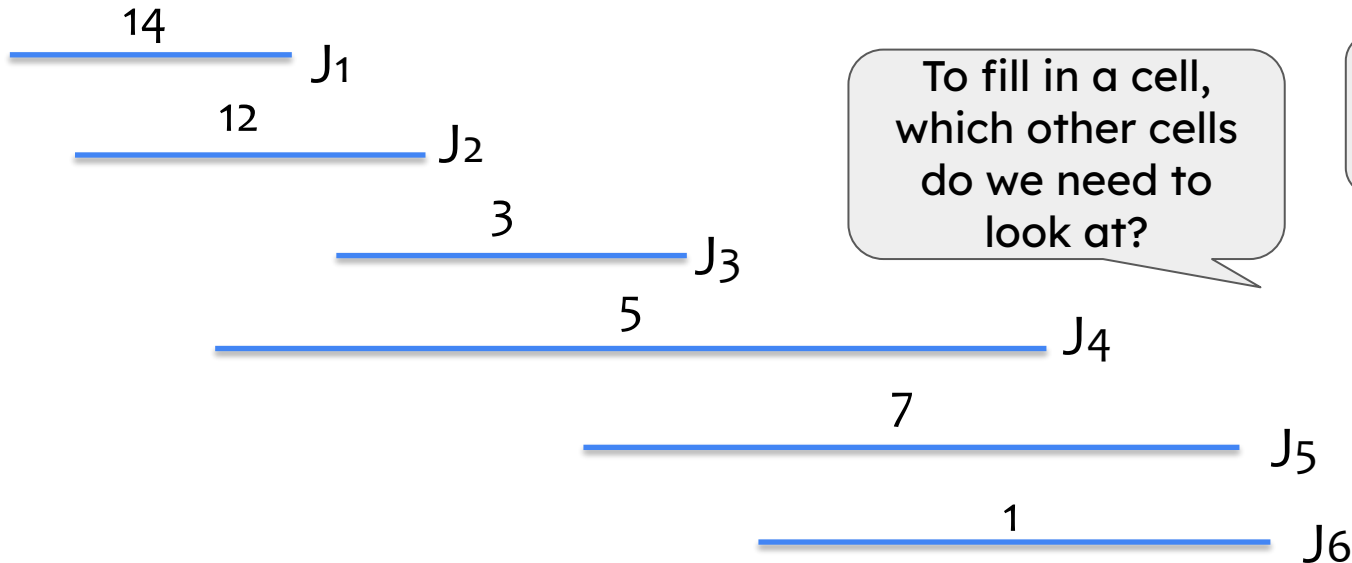 14
J1
12
J2
3
J3
5
J4
7
J5
1
J6
To fill in a cell,
which other cells
do we need to
look at?